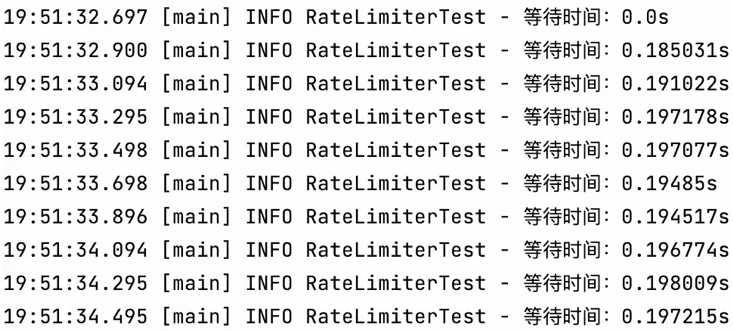 19:51:32.697 [main] INFO RateLimiterTest - 等待时间：0.0s
19:51:32.900 [main] INFO RateLimiterTest - 等待时间：0.185031s
19:51:33.094 [main] INFO RateLimiterTest - 等待时间：0.191022s
19:51:33.295 [main] INFO RateLimiterTest - 等待时间：0.197178s
19:51:33.498 [main] INFO RateLimiterTest - 等待时间：0.197077s
19:51:33.698 [main] INFO RateLimiterTest - 等待时间：0.19485s
19:51:33.896 [main] INFO RateLimiterTest - 等待时间：0.194517s
19:51:34.094 [main] INFO RateLimiterTest - 等待时间：0.196774s
19:51:34.295 [main] INFO RateLimiterTest - 等待时间：0.198009s
19:51:34.495 [main] INFO RateLimiterTest - 等待时间：0.197215s